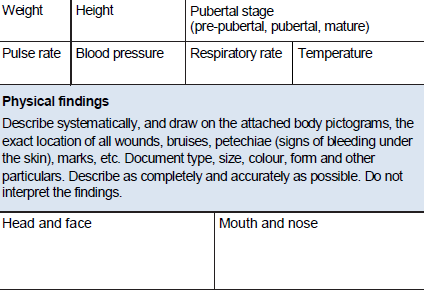 Weight Height Pubertal stage
(pre-pubertal, pubertal, mature)
Pulse rate Blood pressure Respiratory rate Temperature
Physical findings
Describe systematically, and draw on the attached body pictograms, the
exact location of all wounds, bruises, petechiae (signs of bleeding under
the skin), marks, etc. Document type, size, colour, form and other
particulars. Describe as completely and accurately as possible. Do not
interpret the findings.
Head and face Mouth and nose